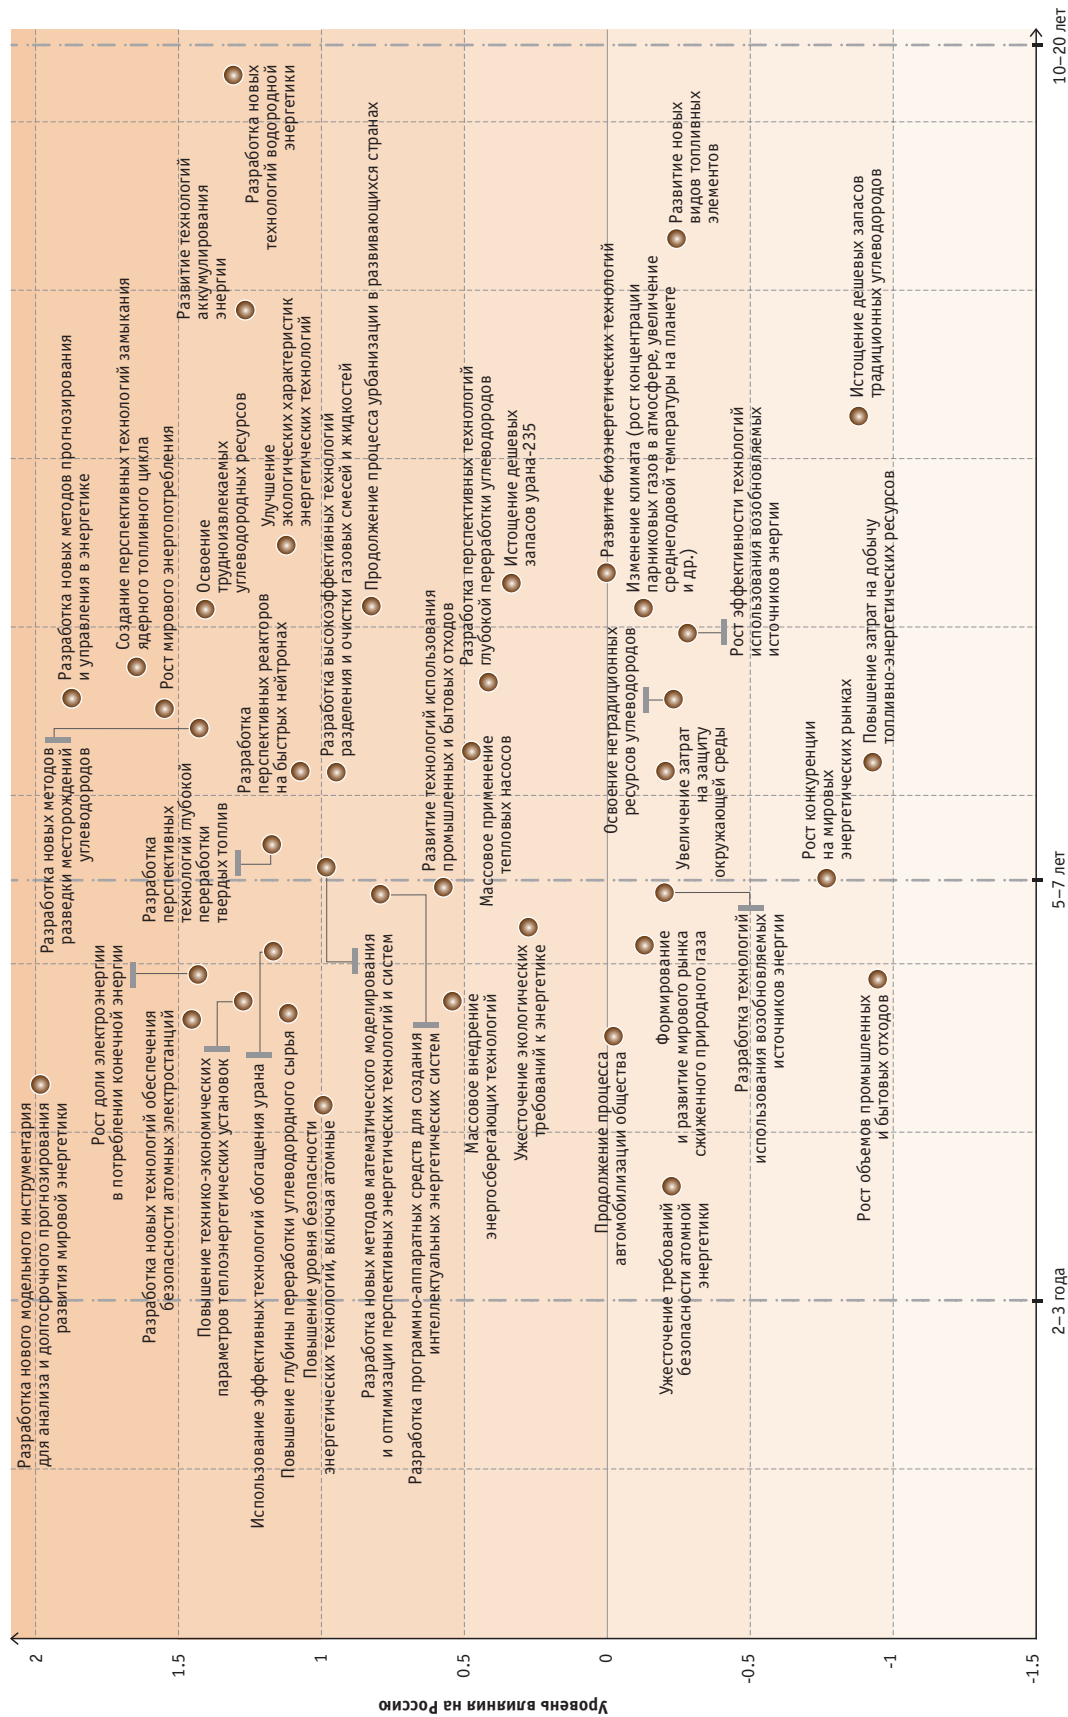 Уровень влияния на Россию
2
1.5
1
0.5
0
-0.5
-1
-1.5
2–3 года
5–7 лет
10–20 лет
Разработка нового модельного инструментария
для анализа и долгосрочного прогнозирования
развития мировой энергетики
Рост доли электроэнергии
в потреблении конечной энергии
Разработка новых технологий обеспечения
безопасности атомных электростанций
Повышение технико-экономических
параметров теплоэнергетических установок
Использование эффективных технологий обогащения урана
Повышение глубины переработки углеводородного сырья
Повышение уровня безопасности
энергетических технологий, включая атомные
Разработка новых методов математического моделирования
и оптимизации перспективных энергетических технологий и систем
Разработка программно-аппаратных средств для создания
интеллектуальных энергетических систем
Массовое внедрение
энергосберегающих технологий
Ужесточение экологических
требований к энергетике
Продолжение процесса
автомобилизации общества
Ужесточение требований
безопасности атомной
энергетики
Формирование
и развитие мирового рынка
сжиженного природного газа
Разработка технологий
использования возобновляемых
источников энергии
Рост объемов промышленных
и бытовых отходов
Разработка новых методов
разведки месторождений
углеводородов
Разработка
перспективных
технологий глубокой
переработки
твердых топлив
Разработка новых методов прогнозирования
и управления в энергетике
Создание перспективных технологий замыкания
ядерного топливного цикла
Рост мирового энергопотребления
Освоение
трудноизвлекаемых
углеводородных ресурсов
Разработка
перспективных реакторов
на быстрых нейтронах
Улучшение
экологических характеристик
энергетических технологий
Разработка высокоэффективных технологий
разделения и очистки газовых смесей и жидкостей
Продолжение процесса урбанизации в развивающихся странах
Развитие технологий использования
промышленных и бытовых отходов
Разработка перспективных технологий
глубокой переработки углеводородов
Массовое применение
тепловых насосов
Истощение дешевых
запасов урана-235
Развитие биоэнергетических технологий
Освоение нетрадиционных
ресурсов углеводородов
Изменение климата (рост концентрации
парниковых газов в атмосфере, увеличение
среднегодовой температуры на планете
и др.)
Увеличение затрат
на защиту
окружающей среды
Рост эффективности технологий
использования возобновляемых
источников энергии
Рост конкуренции
на мировых
энергетических рынках
Повышение затрат на добычу
топливно-энергетических ресурсов
Развитие технологий
аккумулирования
энергии
Разработка новых
технологий водородной
энергетики
Развитие новых
видов топливных
элементов
Истощение дешевых запасов
традиционных углеводородов